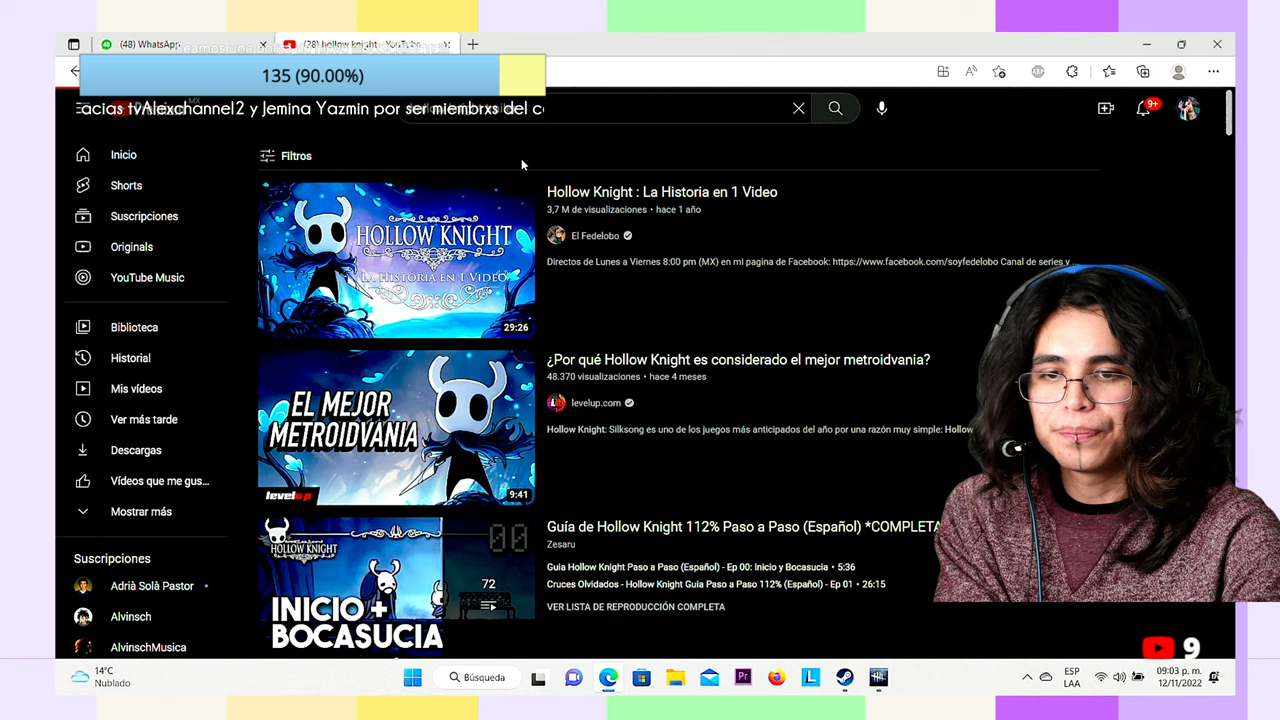 (48) WhatsApp
(28) hollow knight - YouTube
135 (90.00%)
acias tvAlexchannel2 y Jemina Yazmin por ser miembrxs del c
9+
Inicio
Shorts
Suscripciones
Originals
YouTube Music
Biblioteca
Historial
Mis vídeos
Ver más tarde
Descargas
Vídeos que me gus...
Mostrar más
Suscripciones
Adrià Solà Pastor
Alvinsch
AlvinschMusica
Filtros
HOLLOW KNIGHT
LA HISTORIA EN 1 VIDEO
29:26
Hollow Knight : La Historia en 1 Video
3,7 M de visualizaciones • hace 1 año
El Fedelobo
Directos de Lunes a Viernes 8:00 pm (MX) en mi pagina de Facebook: https://www.facebook.com/soyfedelobo Canal de series y ...
EL MEJOR
METROIDVANIA
levelup
9:41
¿Por qué Hollow Knight es considerado el mejor metroidvania?
48.370 visualizaciones • hace 4 meses
levelup.com
Hollow Knight: Silksong es uno de los juegos más anticipados del año por una razón muy simple: Hollow
HOLLOW KNIGHT
00
72
INICIO +
BOCASUCIA
Guía de Hollow Knight 112% Paso a Paso (Español) *COMPLETA
Zesaru
Guia Hollow Knight Paso a Paso (Español) - Ep 00: Inicio y Bocasucia • 5:36
Cruces Olvidados - Hollow Knight Guia Paso a Paso 112% (Español) - Ep 01 • 26:15
VER LISTA DE REPRODUCCIÓN COMPLETA
9
14°C
Nublado
Búsqueda
Pr
L
ESP
LAA
09:03 p. m.
12/11/2022